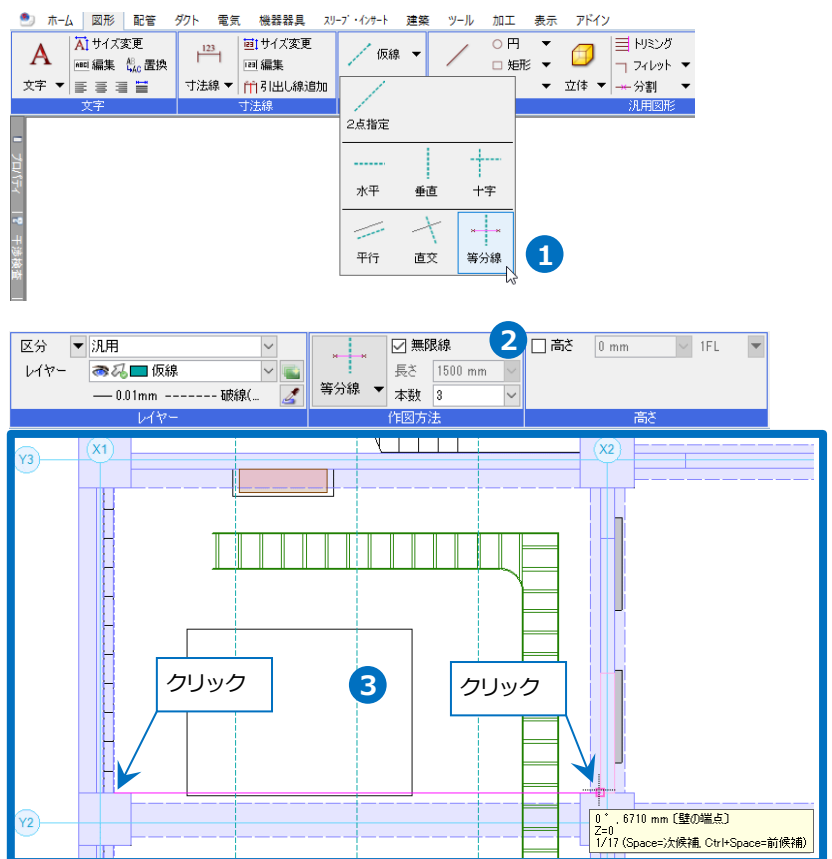 ホーム 図形 配管 ダクト 電気 機器器具 スリーブ・インサート 建築 ツール 加工 表示 アドイン
A A サイズ変更 123 サイズ変更 仮線 円 トリミング
ABC 編集 置換 123 編集 矩形 フィレット
文字 寸法線 引出し線追加 立体 分割
文字 寸法線 汎用図形
2点指定
水平 垂直 十字
平行 直交 等分線
1
プロパティ
干渉検査
区分 汎用 無限線 2 高さ 0 mm 1FL
レイヤー 仮線 長さ 1500 mm
0.01mm 破線(... 等分線 本数 3
レイヤー 作図方法 高さ
X1 X2
Y3
クリック 3 クリック
Y2
0°, 6710 mm 〔壁の端点〕
Z=0
1/17 (Space=次候補, Ctrl+Space=前候補)